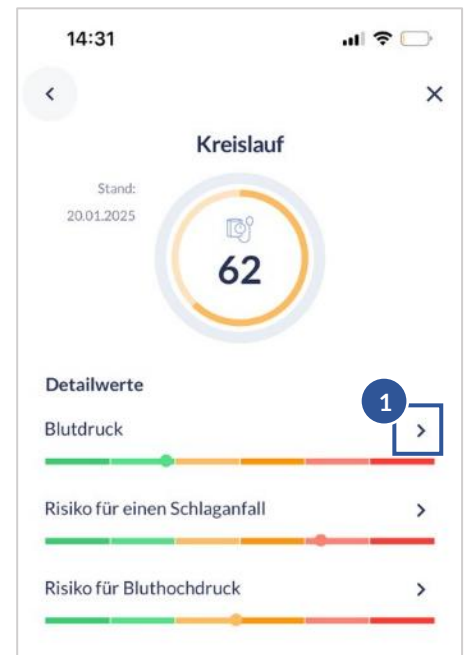 14:31
Kreislauf
Stand:
20.01.2025
62
Detailwerte
1
Blutdruck
Risiko für einen Schlaganfall
Risiko für Bluthochdruck